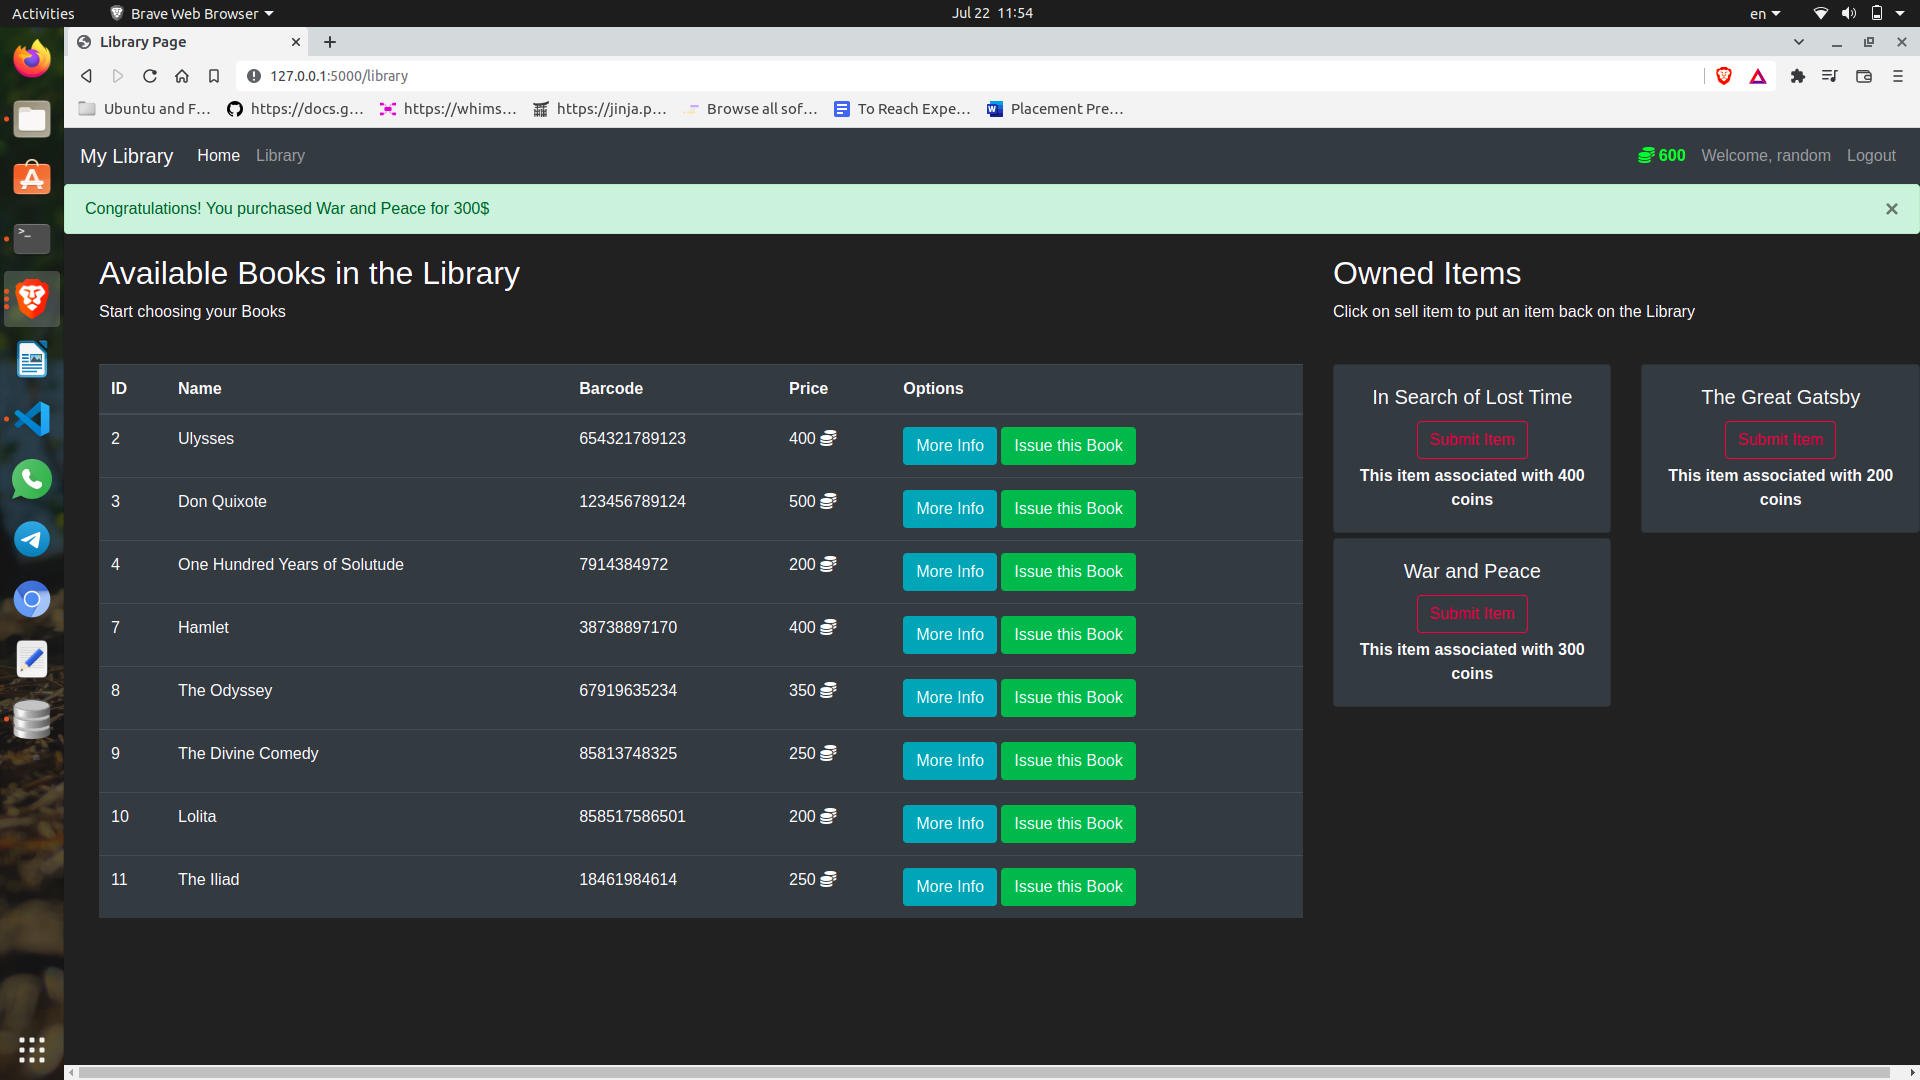 Activities Brave Web Browser Jul 22 11:54 en
Library Page
127.0.0.1:5000/library
Ubuntu and F... https://docs.g... https://whims... https://jinja.p... Browse all sof... To Reach Expe... Placement Pre...
My Library Home Library 600 Welcome, random Logout
Congratulations! You purchased War and Peace for 300$ ×
Available Books in the Library
Start choosing your Books
ID Name Barcode Price Options
2 Ulysses 654321789123 400 More Info Issue this Book
3 Don Quixote 123456789124 500 More Info Issue this Book
4 One Hundred Years of Solutude 7914384972 200 More Info Issue this Book
7 Hamlet 38738897170 400 More Info Issue this Book
8 The Odyssey 67919635234 350 More Info Issue this Book
9 The Divine Comedy 85813748325 250 More Info Issue this Book
10 Lolita 858517586501 200 More Info Issue this Book
11 The Iliad 18461984614 250 More Info Issue this Book
Owned Items
Click on sell item to put an item back on the Library
In Search of Lost Time
Submit Item
This item associated with 400
coins
The Great Gatsby
Submit Item
This item associated with 200
coins
War and Peace
Submit Item
This item associated with 300
coins